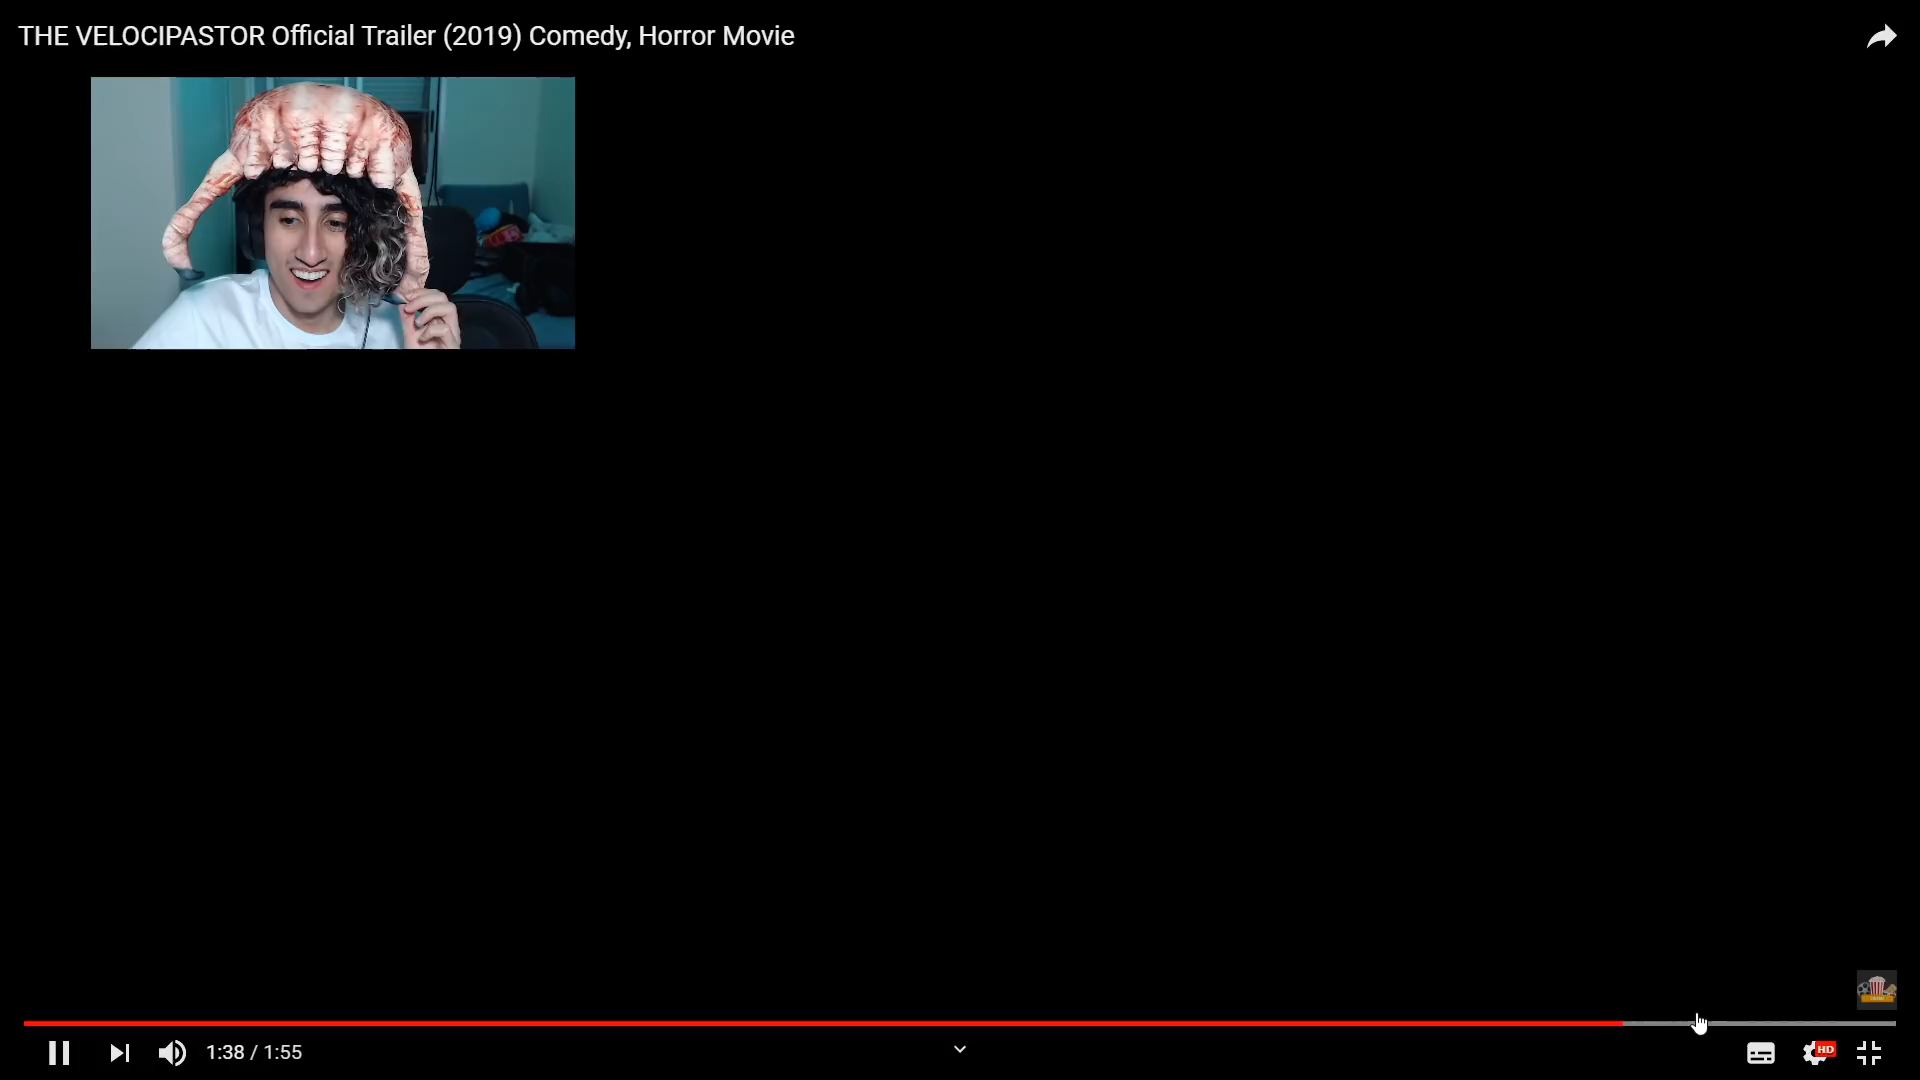 THE VELOCIPASTOR Official Trailer (2019) Comedy, Horror Movie
1:38 / 1:55
HD